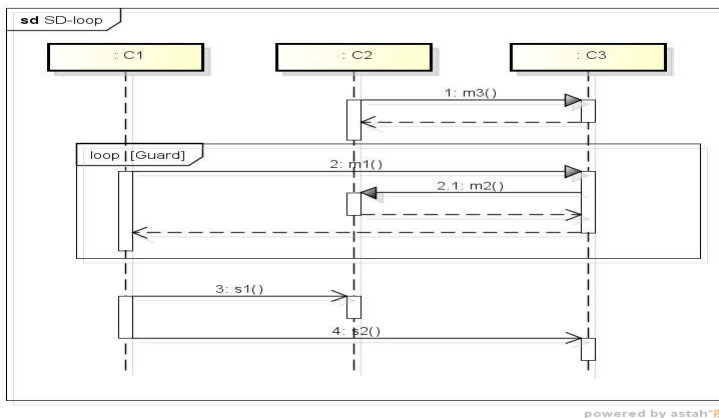 sd SD-loop
: C1
: C2
: C3
1: m3()
loop [Guard]
2: m1()
2.1: m2()
3: s1()
4: s2()
powered by astah*